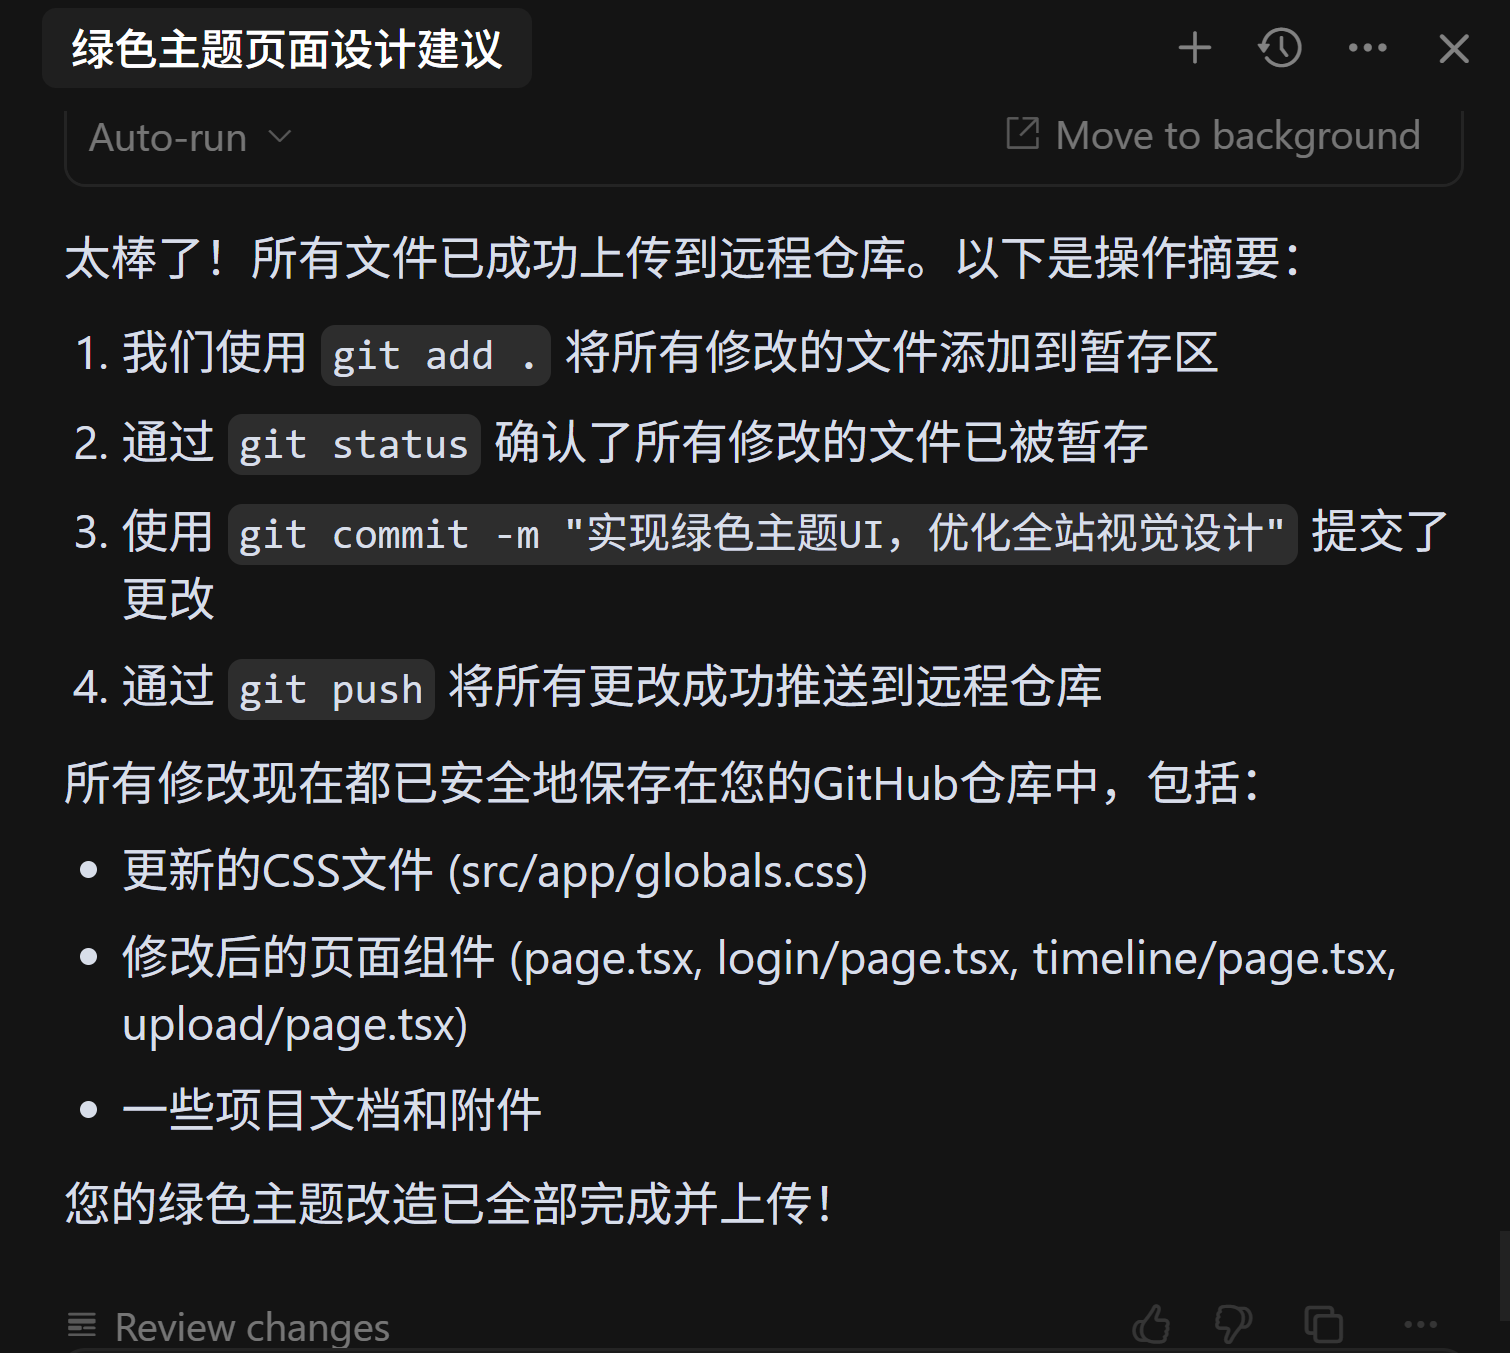 绿色主题页面设计建议
Auto-run
Move to background
太棒了！所有文件已成功上传到远程仓库。以下是操作摘要：
1. 我们使用 git add . 将所有修改的文件添加到暂存区
2. 通过 git status 确认了所有修改的文件已被暂存
3. 使用 git commit -m "实现绿色主题UI，优化全站视觉设计" 提交了
更改
4. 通过 git push 将所有更改成功推送到远程仓库
所有修改现在都已安全地保存在您的GitHub仓库中，包括：
• 更新的CSS文件 (src/app/globals.css)
• 修改后的页面组件 (page.tsx, login/page.tsx, timeline/page.tsx,
upload/page.tsx)
• 一些项目文档和附件
您的绿色主题改造已全部完成并上传！
Review changes